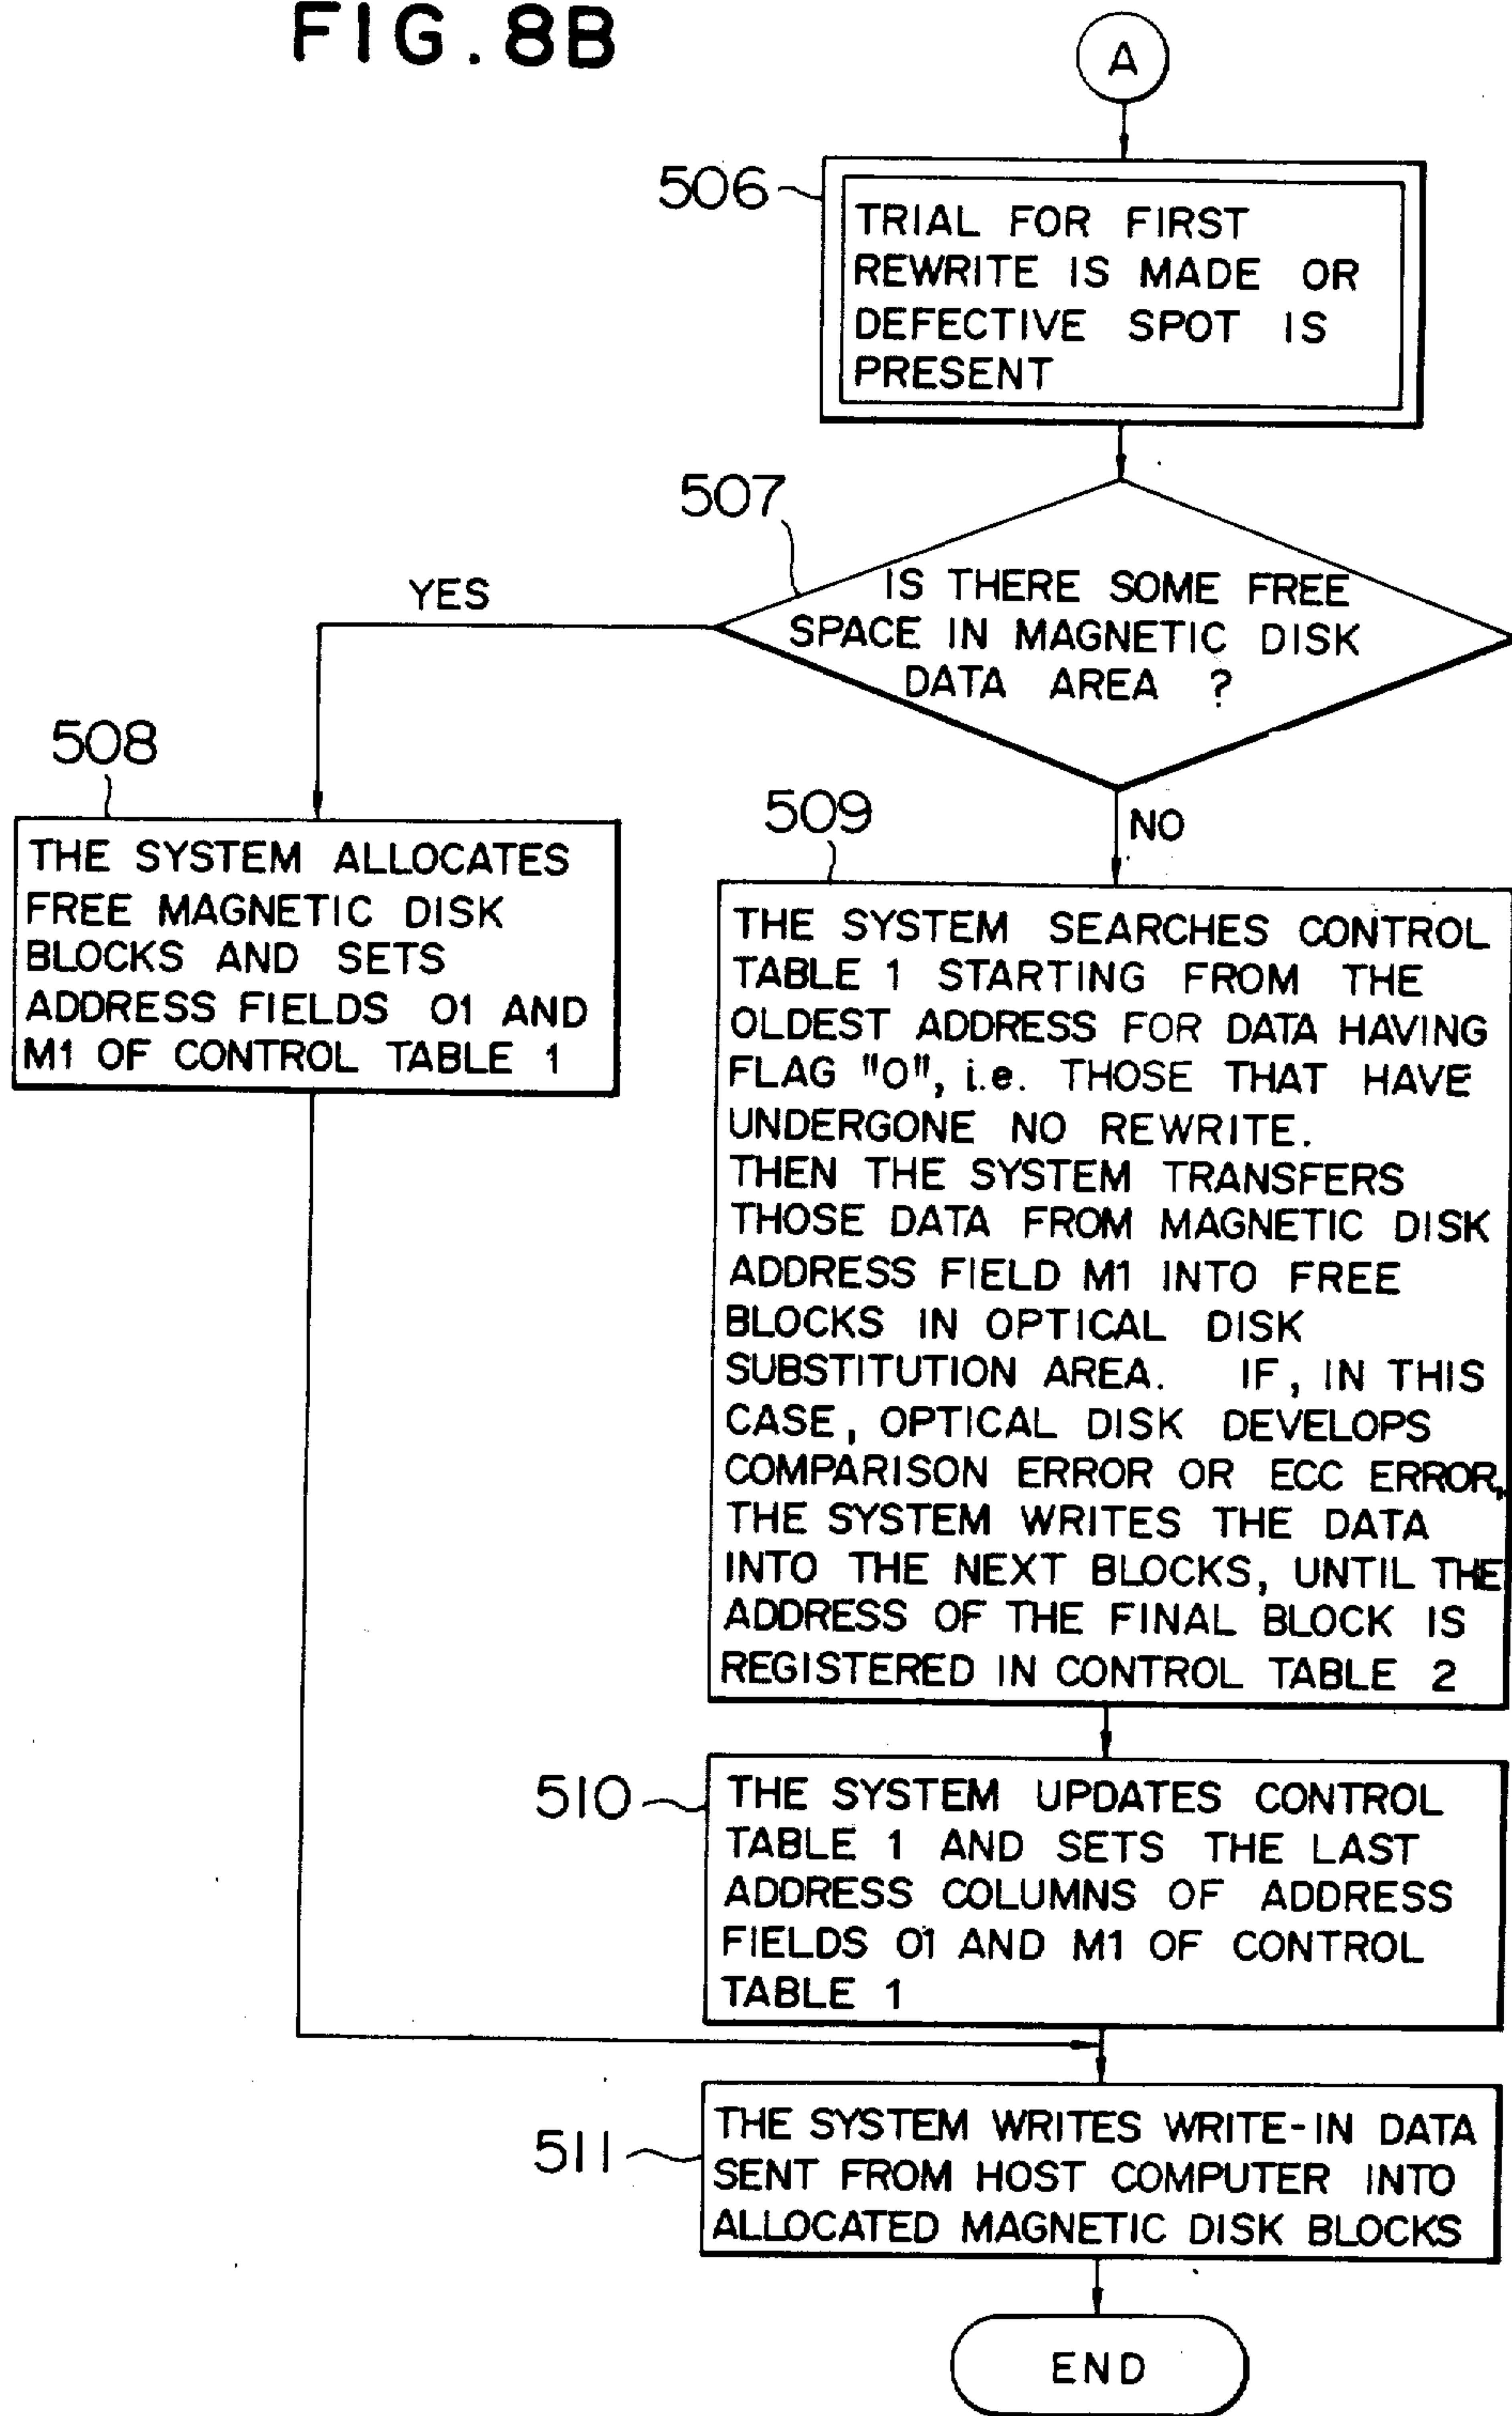 FIG. 8B
A
506
TRIAL FOR FIRST
REWRITE IS MADE OR
DEFECTIVE SPOT IS
PRESENT
507
YES
IS THERE SOME FREE
SPACE IN MAGNETIC DISK
DATA AREA ?
508
THE SYSTEM ALLOCATES
FREE MAGNETIC DISK
BLOCKS AND SETS
ADDRESS FIELDS O1 AND
M1 OF CONTROL TABLE 1
NO
509
THE SYSTEM SEARCHES CONTROL
TABLE 1 STARTING FROM THE
OLDEST ADDRESS FOR DATA HAVING
FLAG "O", i.e. THOSE THAT HAVE
UNDERGONE NO REWRITE.
THEN THE SYSTEM TRANSFERS
THOSE DATA FROM MAGNETIC DISK
ADDRESS FIELD M1 INTO FREE
BLOCKS IN OPTICAL DISK
SUBSTITUTION AREA. IF, IN THIS
CASE, OPTICAL DISK DEVELOPS
COMPARISON ERROR OR ECC ERROR,
THE SYSTEM WRITES THE DATA
INTO THE NEXT BLOCKS, UNTIL THE
ADDRESS OF THE FINAL BLOCK IS
REGISTERED IN CONTROL TABLE 2
510
THE SYSTEM UPDATES CONTROL
TABLE 1 AND SETS THE LAST
ADDRESS COLUMNS OF ADDRESS
FIELDS O1 AND M1 OF CONTROL
TABLE 1
511
THE SYSTEM WRITES WRITE-IN DATA
SENT FROM HOST COMPUTER INTO
ALLOCATED MAGNETIC DISK BLOCKS
END